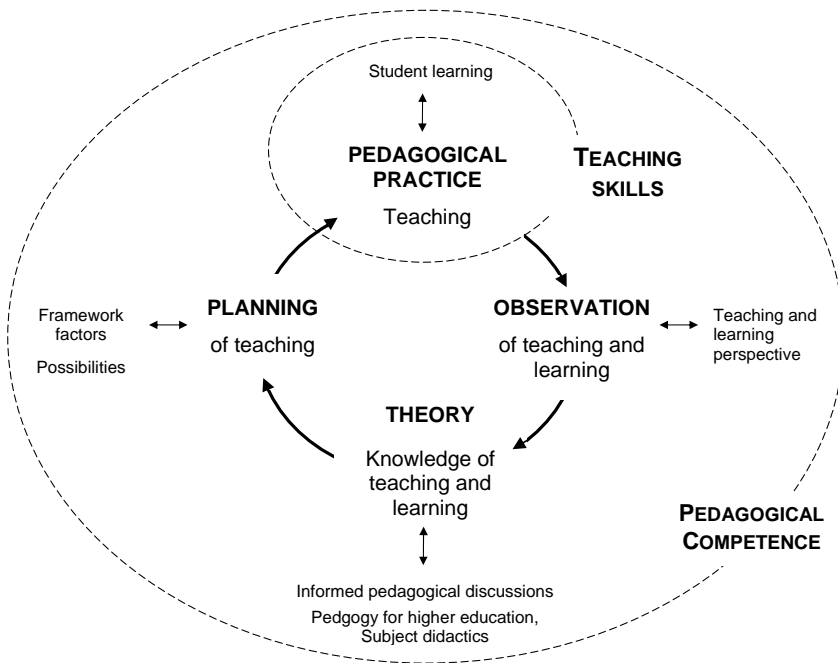 Student learning
PEDAGOGICAL
PRACTICE
Teaching
TEACHING
SKILLS
Framework
factors
Possibilities
PLANNING
of teaching
OBSERVATION
of teaching and
learning
Teaching and
learning
perspective
THEORY
Knowledge of
teaching and
learning
PEDAGOGICAL
COMPETENCE
Informed pedagogical discussions
Pedgogy for higher education,
Subject didactics